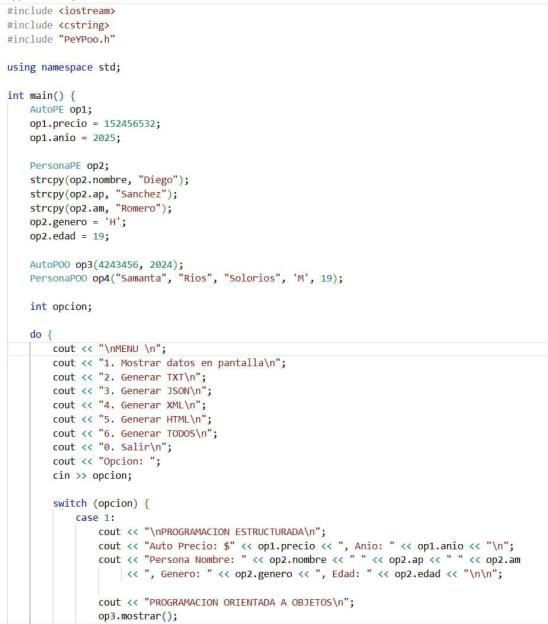 #include <iostream>
#include <cstring>
#include "PeYPoo.h"

using namespace std;

int main() {
    AutoPE op1;
    op1.precio = 152456532;
    op1.anio = 2025;

    PersonaPE op2;
    strcpy(op2.nombre, "Diego");
    strcpy(op2.ap, "Sanchez");
    strcpy(op2.am, "Romero");
    op2.genero = 'H';
    op2.edad = 19;

    AutoPOO op3(4243456, 2024);
    PersonaPOO op4("Samanta", "Rios", "Solorios", 'M', 19);

    int opcion;

    do {
        cout << "\nMENU \n";
        cout << "1. Mostrar datos en pantalla\n";
        cout << "2. Generar TXT\n";
        cout << "3. Generar JSON\n";
        cout << "4. Generar XML\n";
        cout << "5. Generar HTML\n";
        cout << "6. Generar TODOS\n";
        cout << "0. Salir\n";
        cout << "Opcion: ";
        cin >> opcion;

        switch (opcion) {
            case 1:
                cout << "\nPROGRAMACION ESTRUCTURADA\n";
                cout << "Auto Precio: $" << op1.precio << ", Anio: " << op1.anio << "\n";
                cout << "Persona Nombre: " << op2.nombre << " " << op2.ap << " " << op2.am
                    << ", Genero: " << op2.genero << ", Edad: " << op2.edad << "\n\n";

                cout << "PROGRAMACION ORIENTADA A OBJETOS\n";
                op3.mostrar();